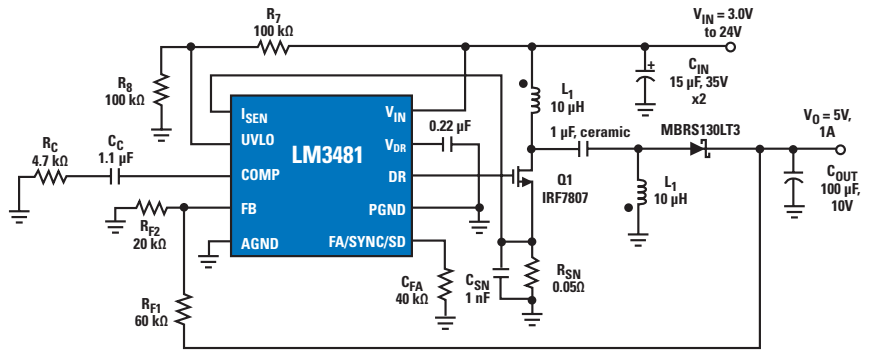 R7
100 kΩ
VIN = 3.0V
to 24V
R8
100 kΩ
CIN
15 µF, 35V
x2
±
L1
10 µH
ISEN
VIN
1 µF, ceramic
MBRS130LT3
VO = 5V,
1A
0.22 µF
UVLO
VDR
RC
4.7 kΩ
CC
1.1 µF
LM3481
COMP
DR
Q1
IRF7807
L1
10 µH
COUT
100 µF,
10V
RF2
20 kΩ
FB
PGND
AGND
FA/SYNC/SD
CFA
40 kΩ
CSN
1 nF
RSN
0.05Ω
RF1
60 kΩ